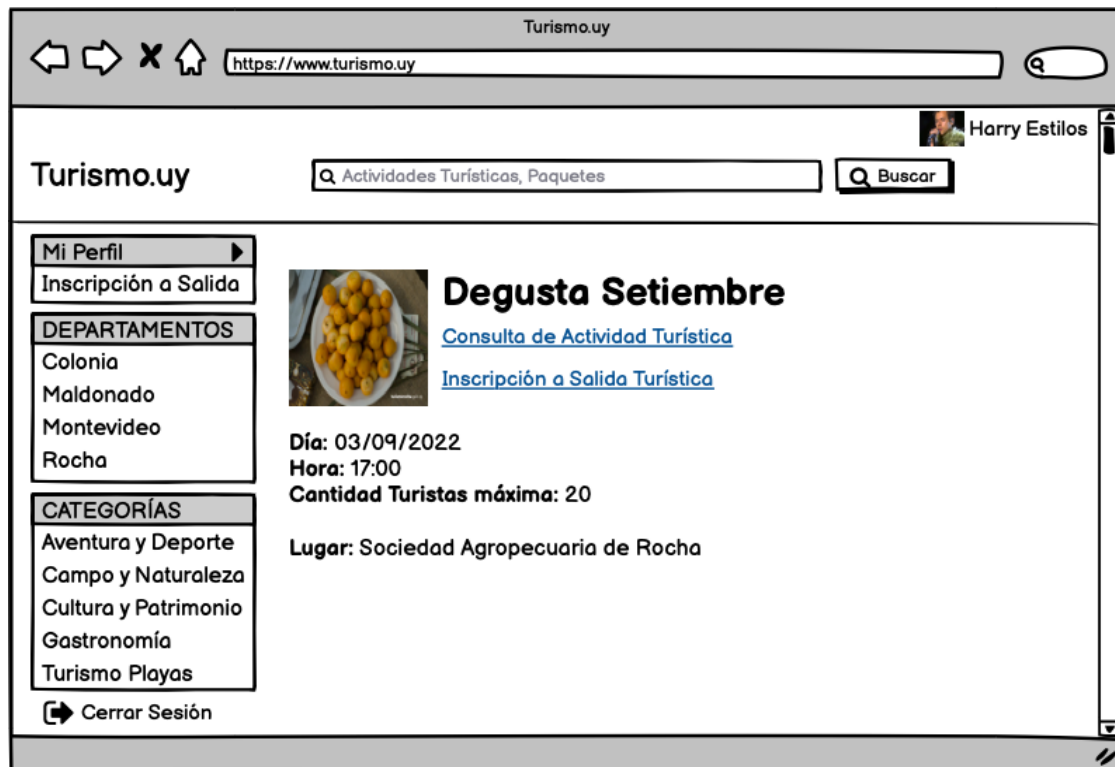 Turismo.uy
https://www.turismo.uy
Harry Estilos
Turismo.uy
Actividades Turísticas, Paquetes
Buscar
Mi Perfil
Inscripción a Salida
DEPARTAMENTOS
Colonia
Maldonado
Montevideo
Rocha
CATEGORÍAS
Aventura y Deporte
Campo y Naturaleza
Cultura y Patrimonio
Gastronomía
Turismo Playas
Cerrar Sesión
Degusta Setiembre
Consulta de Actividad Turística
Inscripción a Salida Turística
Día: 03/09/2022
Hora: 17:00
Cantidad Turistas máxima: 20
Lugar: Sociedad Agropecuaria de Rocha